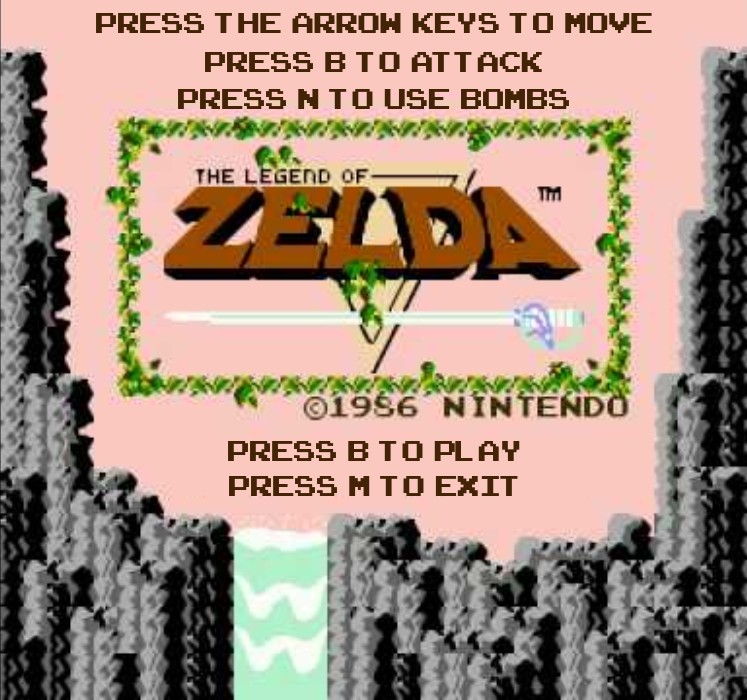 PRESS THE ARROW KEYS TO MOVE
PRESS B TO ATTACK
PRESS N TO USE BOMBS
THE LEGEND OF
ZELDA TM
©1986 NINTENDO
PRESS B TO PLAY
PRESS M TO EXIT